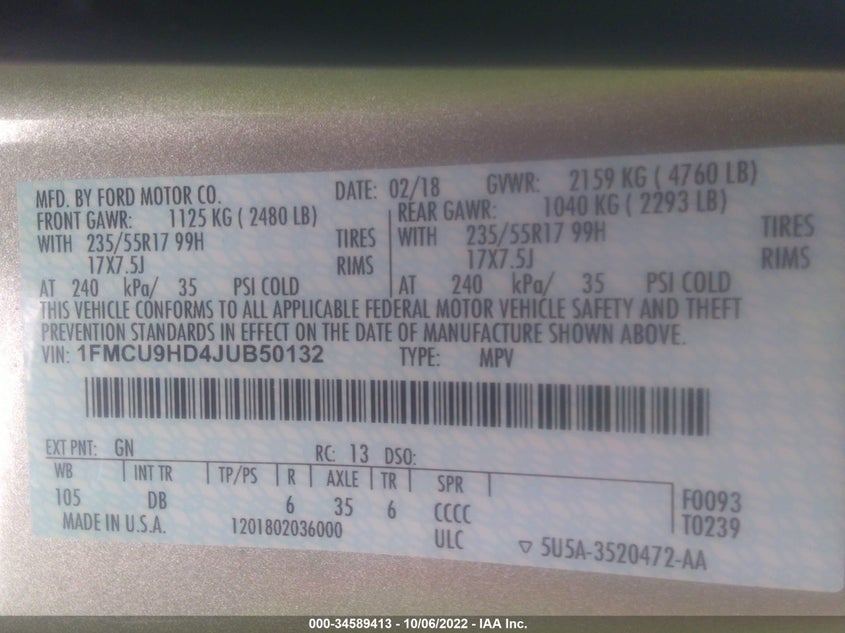 MFD. BY FORD MOTOR CO. DATE: 02/18 GVWR: 2159 KG ( 4760 LB)
FRONT GAWR: 1125 KG ( 2480 LB) REAR GAWR: 1040 KG ( 2293 LB)
WITH 235/55R17 99H TIRES WITH 235/55R17 99H TIRES
17X7.5J RIMS 17X7.5J RIMS
AT 240 kPa/ 35 PSI COLD AT 240 kPa/ 35 PSI COLD
THIS VEHICLE CONFORMS TO ALL APPLICABLE FEDERAL MOTOR VEHICLE SAFETY AND THEFT
PREVENTION STANDARDS IN EFFECT ON THE DATE OF MANUFACTURE SHOWN ABOVE.
VIN: 1FMCU9HD4JUB50132 TYPE: MPV
EXT PNT: GN RC: 13 DSO:
WB INT TR TP/PS R AXLE TR SPR
105 DB 6 35 6 CCCC F0093
MADE IN U.S.A. 1201802036000 ULC T0239
▽ 5U5A-3520472-AA
000-34589413 - 10/06/2022 - IAA Inc.